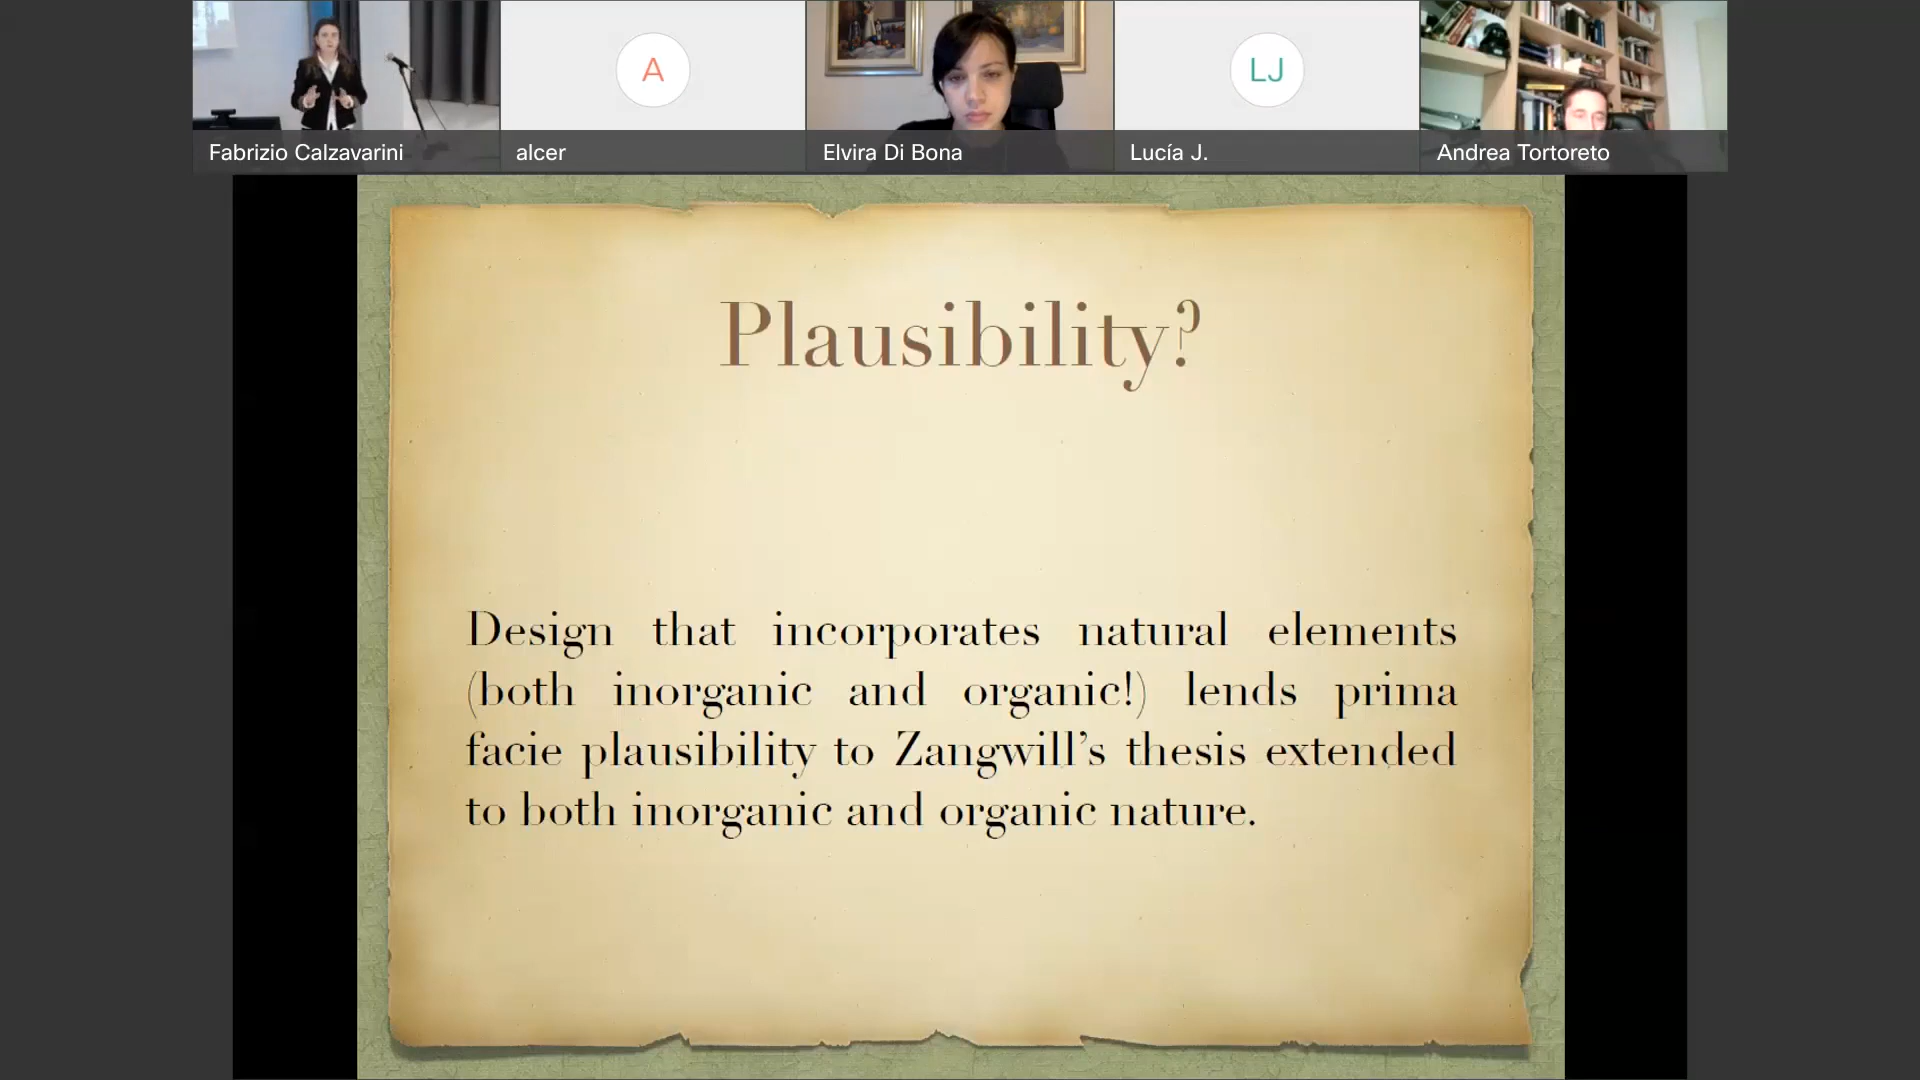 Fabrizio Calzavarini
A
alcer
Elvira Di Bona
LJ
Lucía J.
Andrea Tortoreto
Plausibility?
Design that incorporates natural elements
(both inorganic and organic!) lends prima
facie plausibility to Zangwill’s thesis extended
to both inorganic and organic nature.